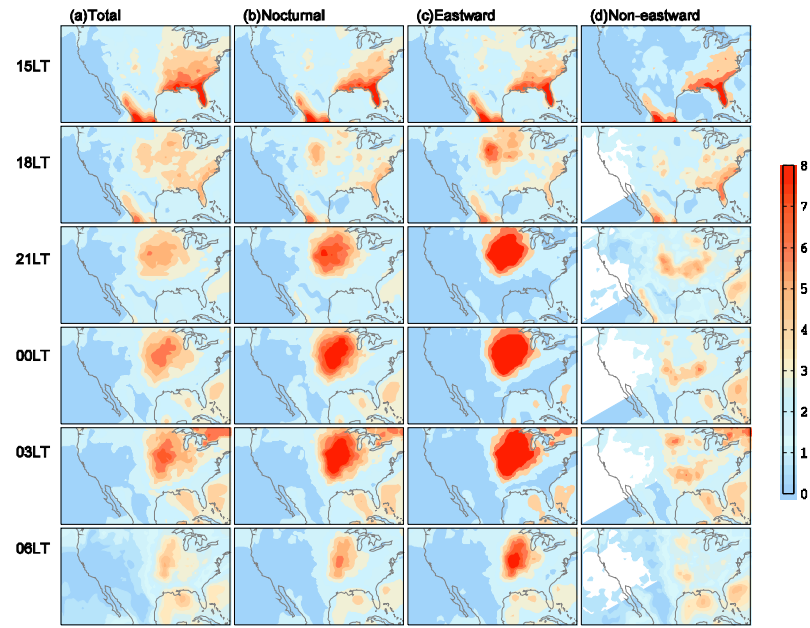 (a)Total (b)Nocturnal (c)Eastward (d)Non-eastward
15LT
18LT
8
7
21LT
6
5
00LT
4
3
03LT
2
1
0
06LT